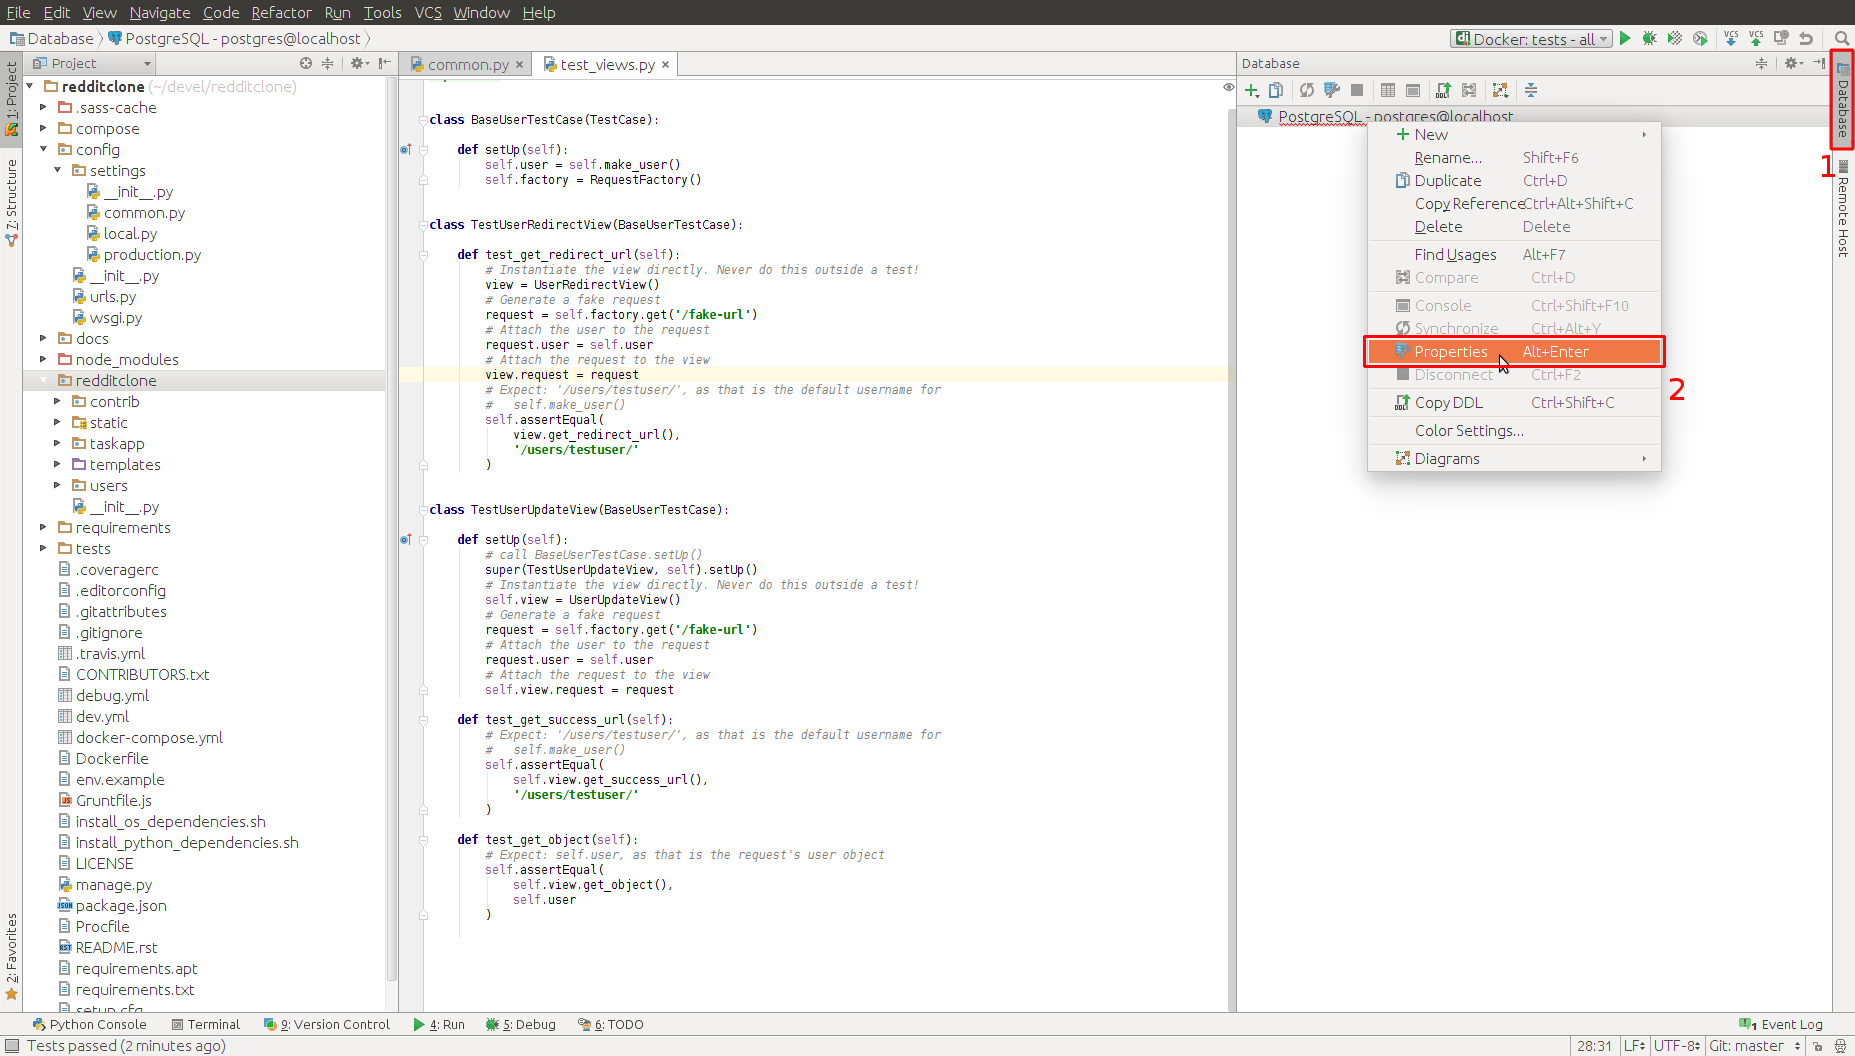 File Edit View Navigate Code Refactor Run Tools VCS Window Help
Database PostgreSQL - postgres@localhost
Docker: tests - all
VCS VCS
1: Project
7: Structure
2: Favorites
Project
redditclone (~/devel/redditclone)
.sass-cache
compose
config
settings
__init__.py
common.py
local.py
production.py
__init__.py
urls.py
wsgi.py
docs
node_modules
redditclone
contrib
static
taskapp
templates
users
__init__.py
requirements
tests
.coveragerc
.editorconfig
.gitattributes
.gitignore
.travis.yml
CONTRIBUTORS.txt
debug.yml
dev.yml
docker-compose.yml
Dockerfile
env.example
Gruntfile.js
install_os_dependencies.sh
install_python_dependencies.sh
LICENSE
manage.py
package.json
Procfile
README.rst
requirements.apt
requirements.txt
setup.cfg
common.py test_views.py
class BaseUserTestCase(TestCase):
def setUp(self):
self.user = self.make_user()
self.factory = RequestFactory()
class TestUserRedirectView(BaseUserTestCase):
def test_get_redirect_url(self):
# Instantiate the view directly. Never do this outside a test!
view = UserRedirectView()
# Generate a fake request
request = self.factory.get('/fake-url')
# Attach the user to the request
request.user = self.user
# Attach the request to the view
view.request = request
# Expect: '/users/testuser/', as that is the default username for
#   self.make_user()
self.assertEqual(
view.get_redirect_url(),
'/users/testuser/'
)
class TestUserUpdateView(BaseUserTestCase):
def setUp(self):
# call BaseUserTestCase.setUp()
super(TestUserUpdateView, self).setUp()
# Instantiate the view directly. Never do this outside a test!
self.view = UserUpdateView()
# Generate a fake request
request = self.factory.get('/fake-url')
# Attach the user to the request
request.user = self.user
# Attach the request to the view
self.view.request = request
def test_get_success_url(self):
# Expect: '/users/testuser/', as that is the default username for
#   self.make_user()
self.assertEqual(
self.view.get_success_url(),
'/users/testuser/'
)
def test_get_object(self):
# Expect: self.user, as that is the request's user object
self.assertEqual(
self.view.get_object(),
self.user
)
Database
PostgreSQL - postgres@localhost
New
Rename... Shift+F6
Duplicate Ctrl+D
Copy Reference Ctrl+Alt+Shift+C
Delete Delete
Find Usages Alt+F7
Compare Ctrl+D
Console Ctrl+Shift+F10
Synchronize Ctrl+Alt+Y
Properties Alt+Enter
Disconnect Ctrl+F2
Copy DDL Ctrl+Shift+C
Color Settings...
Diagrams
1
2
Database
Remote Host
Python Console Terminal 9: Version Control 4: Run 5: Debug 6: TODO 1 Event Log
Tests passed (2 minutes ago) 28:31 LF UTF-8 Git: master